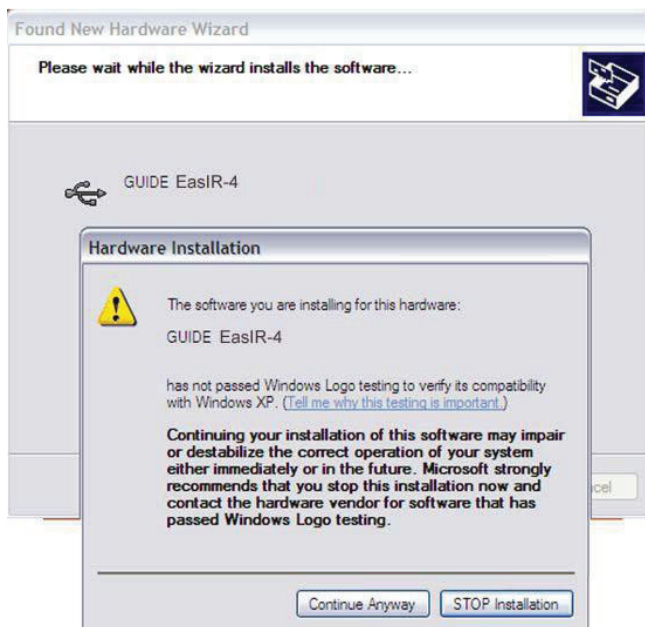 Found New Hardware Wizard
Please wait while the wizard installs the software...
GUIDE EasIR-4
Hardware Installation
The software you are installing for this hardware:
GUIDE EasIR-4
has not passed Windows Logo testing to verify its compatibility
with Windows XP. (Tell me why this testing is important.)
Continuing your installation of this software may impair
or destabilize the correct operation of your system
either immediately or in the future. Microsoft strongly
recommends that you stop this installation now and
contact the hardware vendor for software that has
passed Windows Logo testing.
cel
Continue Anyway
STOP Installation